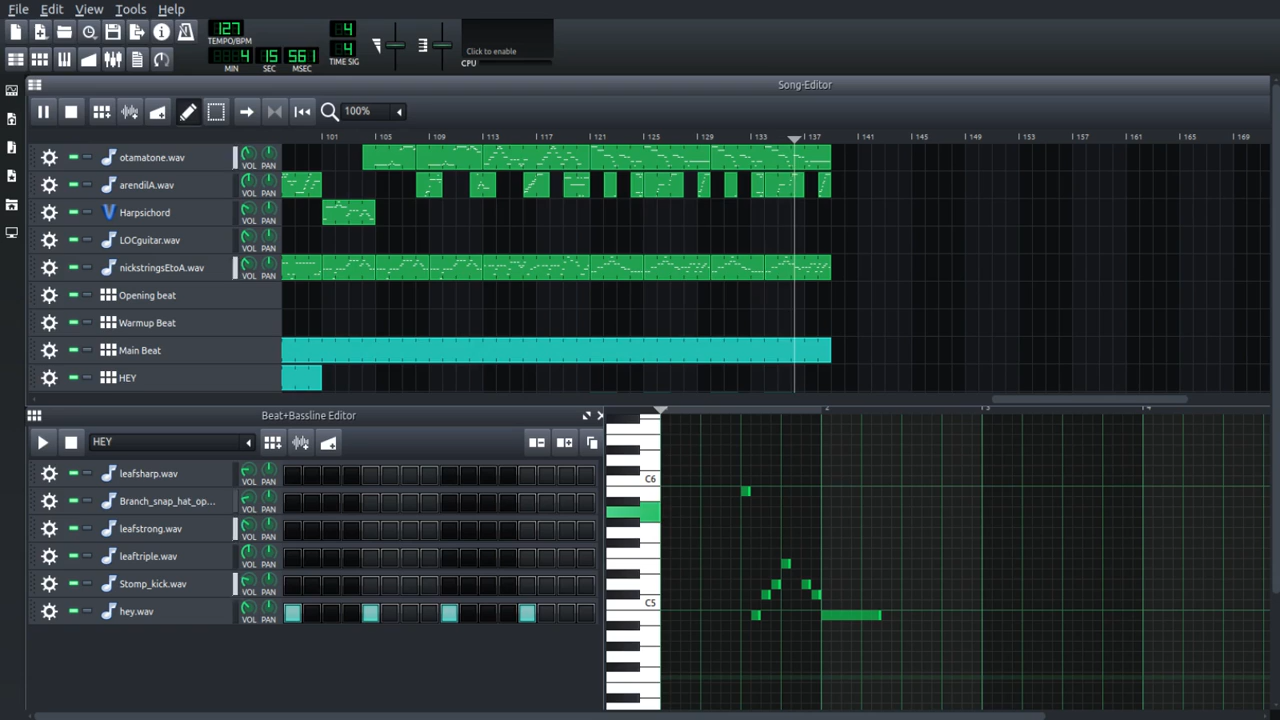 File Edit View Tools Help
127
TEMPO/BPM
4 15 561
MIN SEC MSEC
4
4
TIME SIG
Click to enable
CPU
Song-Editor
100%
101 105 109 113 117 121 125 129 133 137 141 145 149 153 157 161 165 169
otamatone.wav VOL PAN
arendilA.wav VOL PAN
Harpsichord VOL PAN
LOCguitar.wav VOL PAN
nickstringsEtoA.wav VOL PAN
Opening beat
Warmup Beat
Main Beat
HEY
Beat+Bassline Editor
HEY
leafsharp.wav VOL PAN
Branch_snap_hat_op... VOL PAN
leafstrong.wav VOL PAN
leaftriple.wav VOL PAN
Stomp_kick.wav VOL PAN
hey.wav VOL PAN
2 3
C6
C5